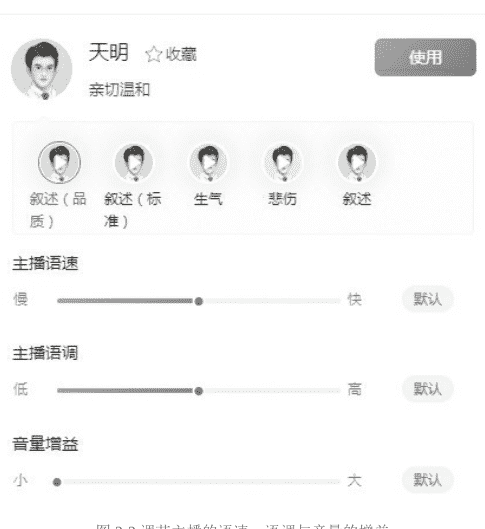 天明 ☆收藏 使用
亲切温和
叙述（品质） 叙述（标准） 生气 悲伤 叙述
主播语速
慢 快 默认
主播语调
低 高 默认
音量增益
小 大 默认